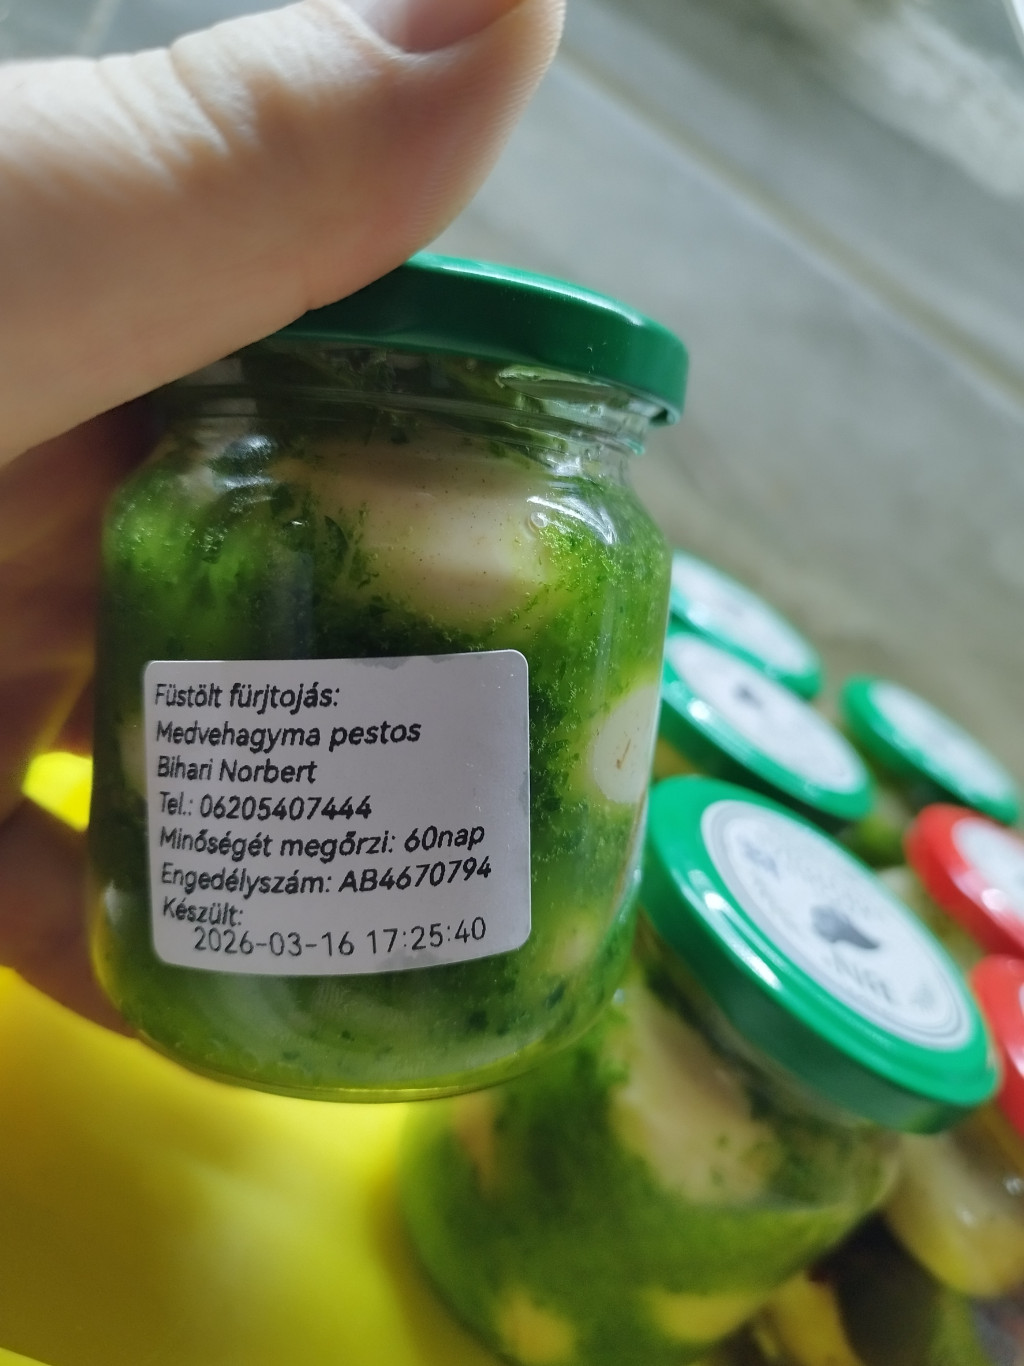 Füstölt fürjtojás:
Medvehagyma pestos
Bihari Norbert
Tel.: 06205407444
Minőségét megőrzi: 60nap
Engedélyszám: AB4670794
Készült:
2026-03-16 17:25:40